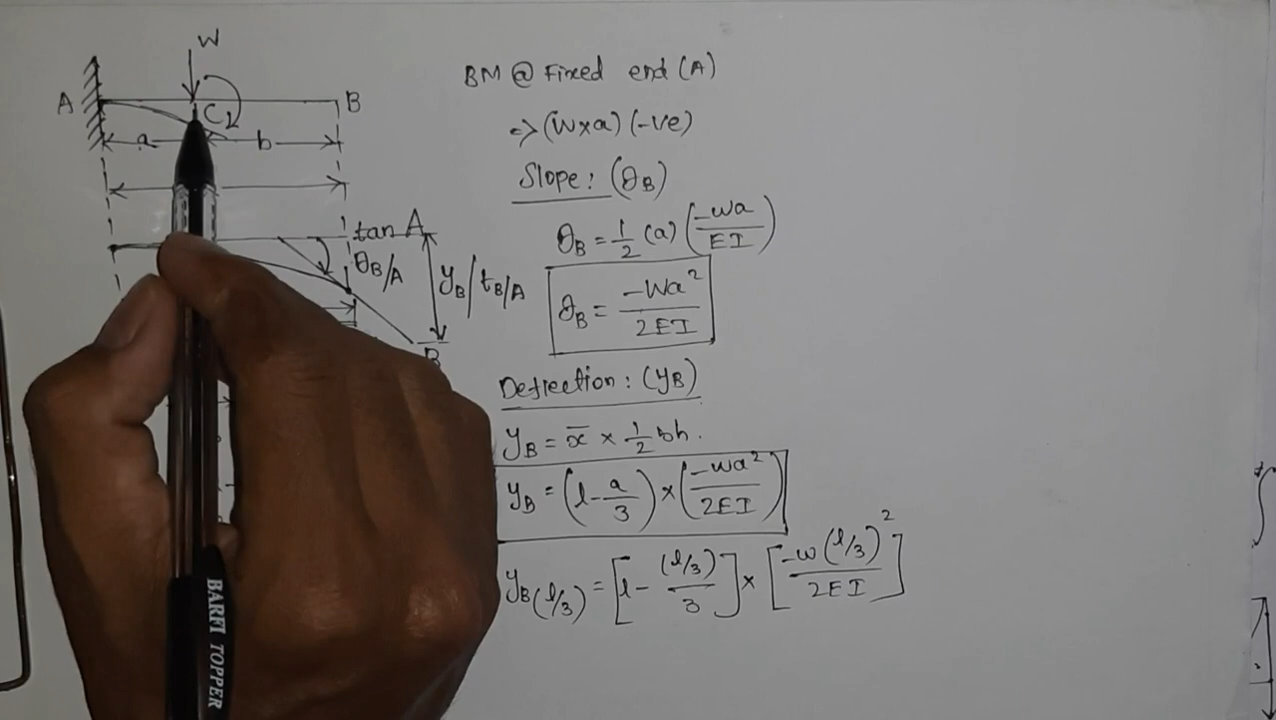 W
A
B
C
a
b
tan A
θB/A
yB/tB/A
B
BM @ Fixed end (A)
=> (W×a) (-ve)
Slope: (θB)
θB = 1/2 (a) (-Wa/EI)
θB = -Wa²/2EI
Deflection: (yB)
yB = x̄ × 1/2 bh.
yB = (l - a/3) × (-Wa²/2EI)
yB(l/3) = [l - (l/3)/3] × [-W(l/3)²/2EI]
BARFI TOPPER